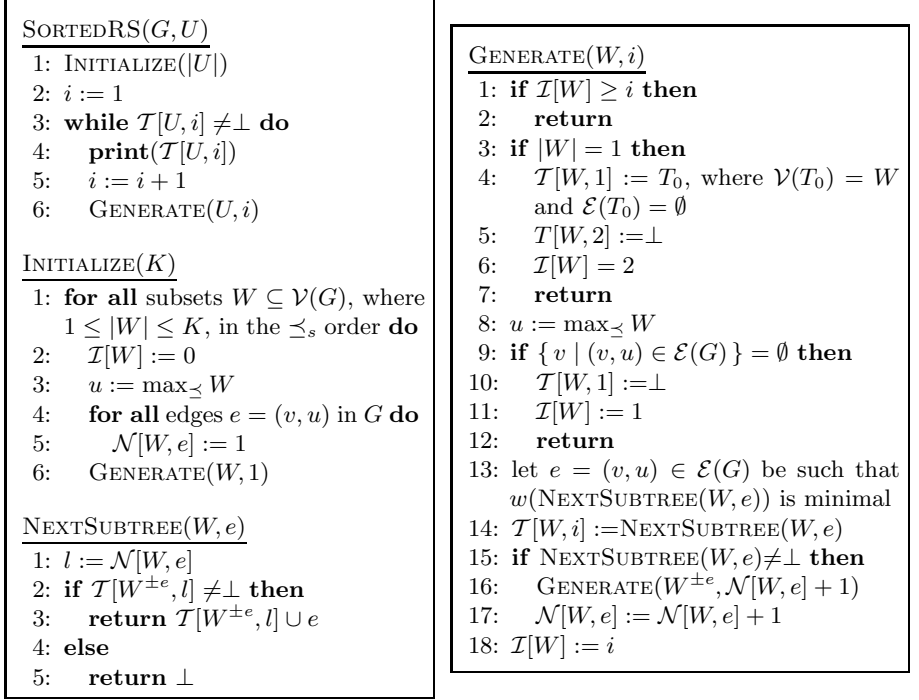 SORTEDRS(G, U)
1: INITIALIZE(|U|)
2: i := 1
3: while 𝒯[U, i] ≠⊥ do
4: print(𝒯[U, i])
5: i := i + 1
6: GENERATE(U, i)
INITIALIZE(K)
1: for all subsets W ⊆ 𝒱(G), where
1 ≤ |W| ≤ K, in the ⪯ₛ order do
2: ℐ[W] := 0
3: u := max⪯ W
4: for all edges e = (v, u) in G do
5: 𝒩[W, e] := 1
6: GENERATE(W, 1)
NEXTSUBTREE(W, e)
1: l := 𝒩[W, e]
2: if 𝒯[W^{±e}, l] ≠⊥ then
3: return 𝒯[W^{±e}, l] ∪ e
4: else
5: return ⊥
GENERATE(W, i)
1: if ℐ[W] ≥ i then
2: return
3: if |W| = 1 then
4: 𝒯[W, 1] := T₀, where 𝒱(T₀) = W
and ℰ(T₀) = ∅
5: T[W, 2] :=⊥
6: ℐ[W] = 2
7: return
8: u := max⪯ W
9: if { v | (v, u) ∈ ℰ(G) } = ∅ then
10: 𝒯[W, 1] :=⊥
11: ℐ[W] := 1
12: return
13: let e = (v, u) ∈ ℰ(G) be such that
w(NEXTSUBTREE(W, e)) is minimal
14: 𝒯[W, i] :=NEXTSUBTREE(W, e)
15: if NEXTSUBTREE(W, e)≠⊥ then
16: GENERATE(W^{±e}, 𝒩[W, e] + 1)
17: 𝒩[W, e] := 𝒩[W, e] + 1
18: ℐ[W] := i